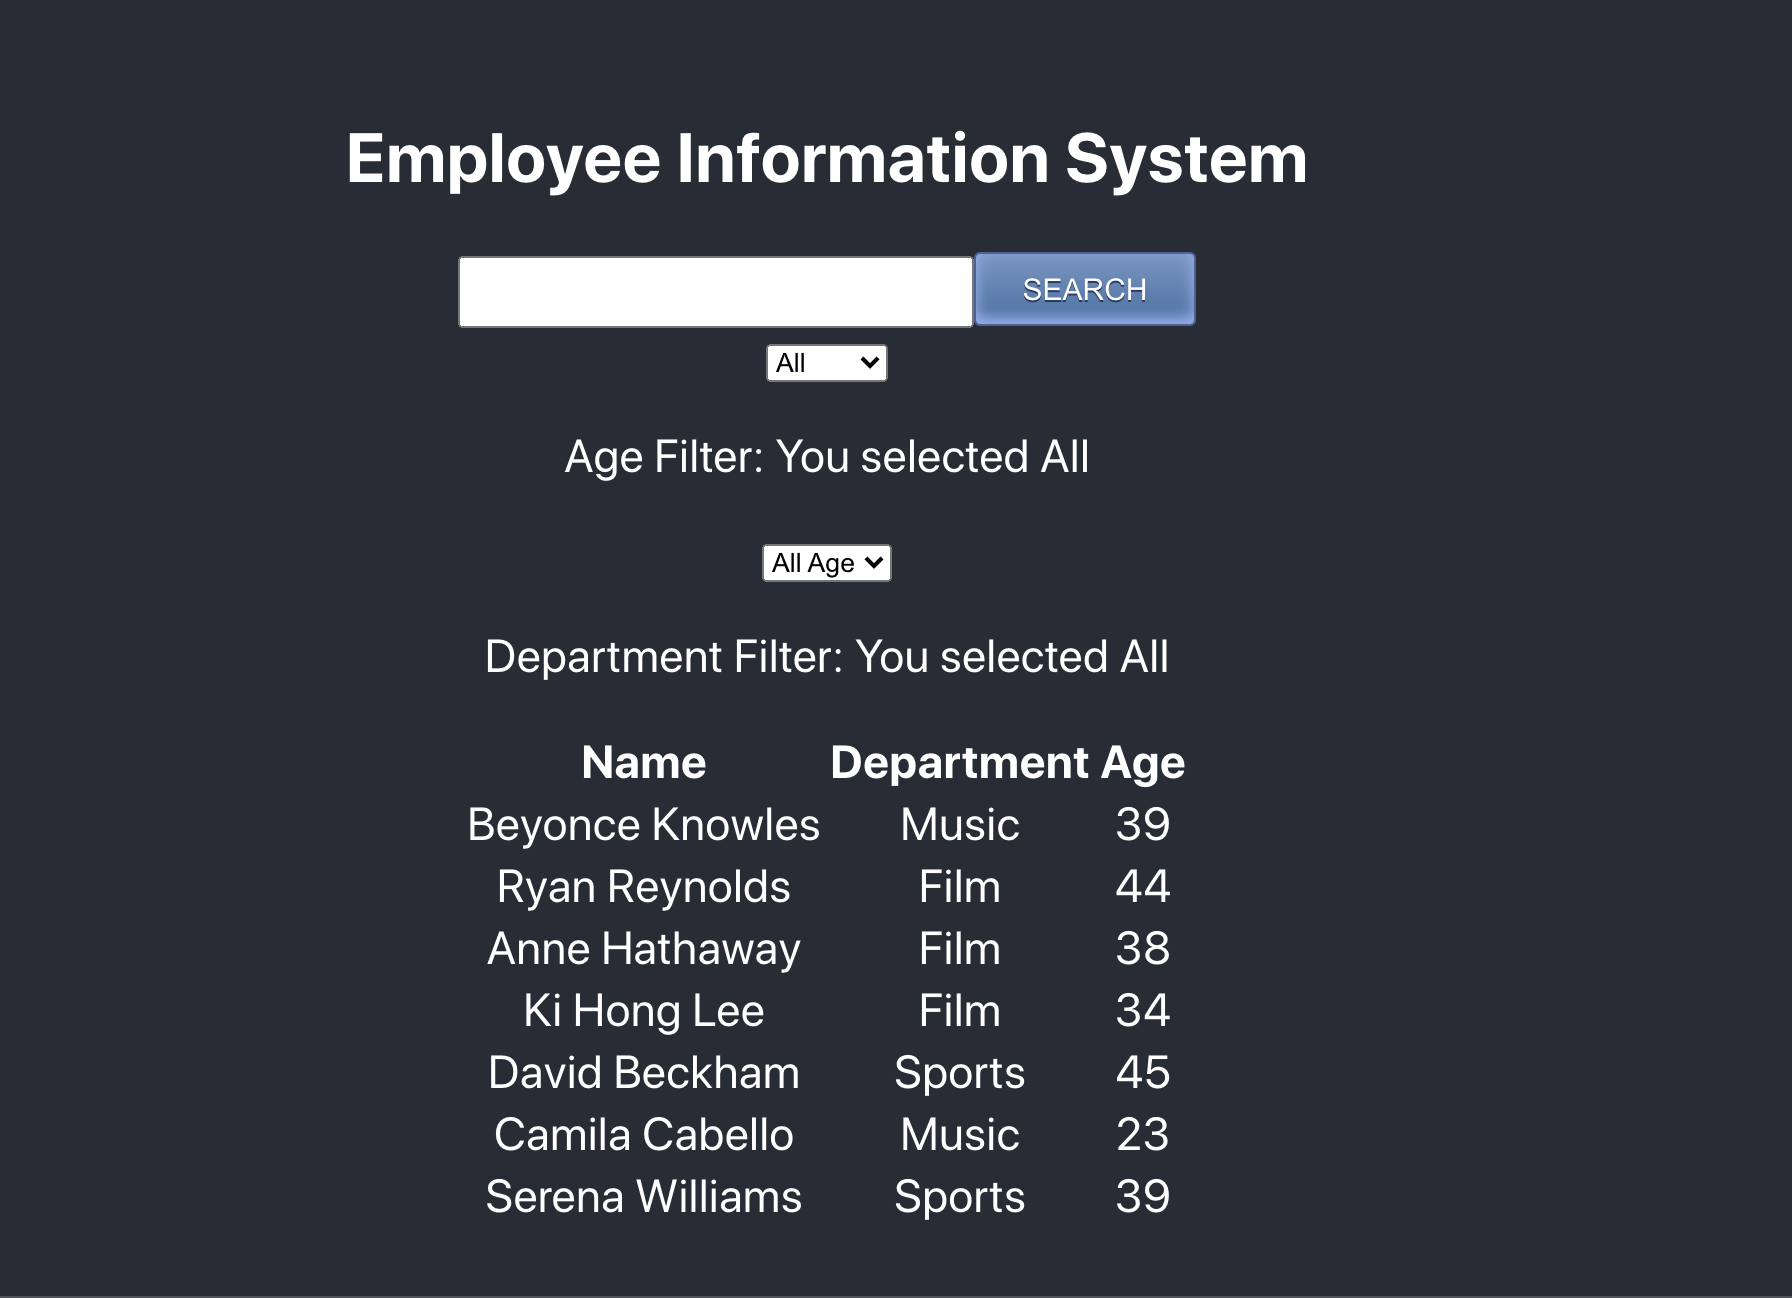 Employee Information System
SEARCH
All
Age Filter: You selected All
All Age
Department Filter: You selected All
Name Department Age
Beyonce Knowles Music 39
Ryan Reynolds Film 44
Anne Hathaway Film 38
Ki Hong Lee Film 34
David Beckham Sports 45
Camila Cabello Music 23
Serena Williams Sports 39